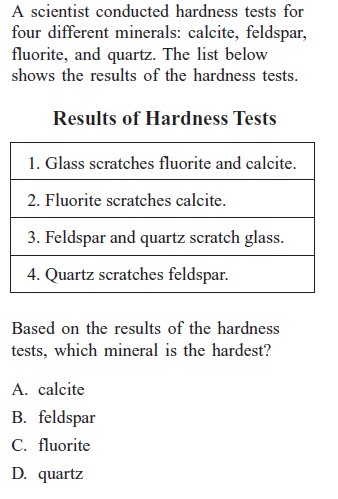 A scientist conducted hardness tests for
four different minerals: calcite, feldspar,
fluorite, and quartz. The list below
shows the results of the hardness tests.
Results of Hardness Tests
1. Glass scratches fluorite and calcite.
2. Fluorite scratches calcite.
3. Feldspar and quartz scratch glass.
4. Quartz scratches feldspar.
Based on the results of the hardness
tests, which mineral is the hardest?
A. calcite
B. feldspar
C. fluorite
D. quartz